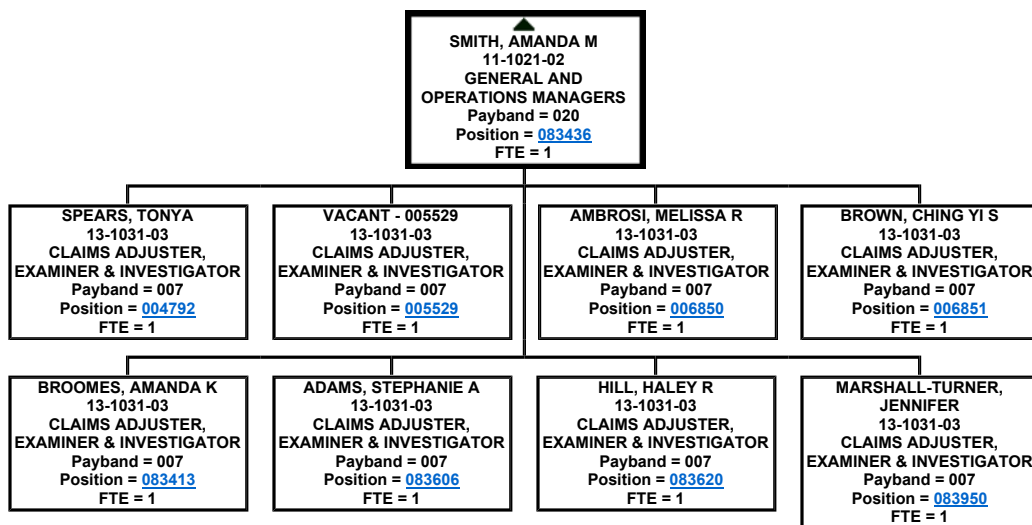 SMITH, AMANDA M
11-1021-02
GENERAL AND
OPERATIONS MANAGERS
Payband = 020
Position = 083436
FTE = 1
SPEARS, TONYA
13-1031-03
CLAIMS ADJUSTER,
EXAMINER & INVESTIGATOR
Payband = 007
Position = 004792
FTE = 1
VACANT - 005529
13-1031-03
CLAIMS ADJUSTER,
EXAMINER & INVESTIGATOR
Payband = 007
Position = 005529
FTE = 1
AMBROSI, MELISSA R
13-1031-03
CLAIMS ADJUSTER,
EXAMINER & INVESTIGATOR
Payband = 007
Position = 006850
FTE = 1
BROWN, CHING YI S
13-1031-03
CLAIMS ADJUSTER,
EXAMINER & INVESTIGATOR
Payband = 007
Position = 006851
FTE = 1
BROOMES, AMANDA K
13-1031-03
CLAIMS ADJUSTER,
EXAMINER & INVESTIGATOR
Payband = 007
Position = 083413
FTE = 1
ADAMS, STEPHANIE A
13-1031-03
CLAIMS ADJUSTER,
EXAMINER & INVESTIGATOR
Payband = 007
Position = 083606
FTE = 1
HILL, HALEY R
13-1031-03
CLAIMS ADJUSTER,
EXAMINER & INVESTIGATOR
Payband = 007
Position = 083620
FTE = 1
MARSHALL-TURNER,
JENNIFER
13-1031-03
CLAIMS ADJUSTER,
EXAMINER & INVESTIGATOR
Payband = 007
Position = 083950
FTE = 1